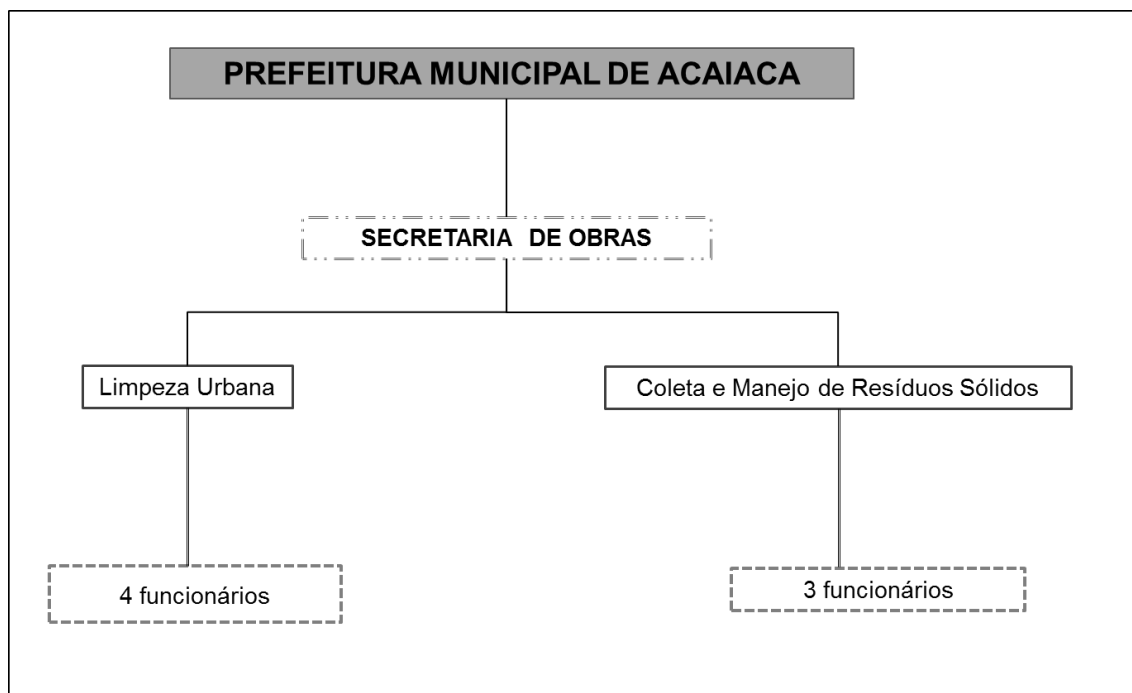 PREFEITURA MUNICIPAL DE ACAIACA
SECRETARIA DE OBRAS
Limpeza Urbana
Coleta e Manejo de Resíduos Sólidos
4 funcionários
3 funcionários